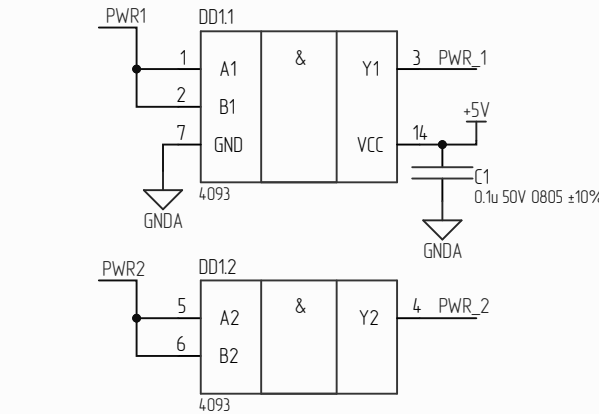 PWR1
DD1.1
1 A1 & Y1 3 PWR_1
2 B1
+5V
7 GND VCC 14
C1
4093
0.1u 50V 0805 ±10%
GNDA
GNDA
PWR2
DD1.2
5 A2 & Y2 4 PWR_2
6 B2
4093